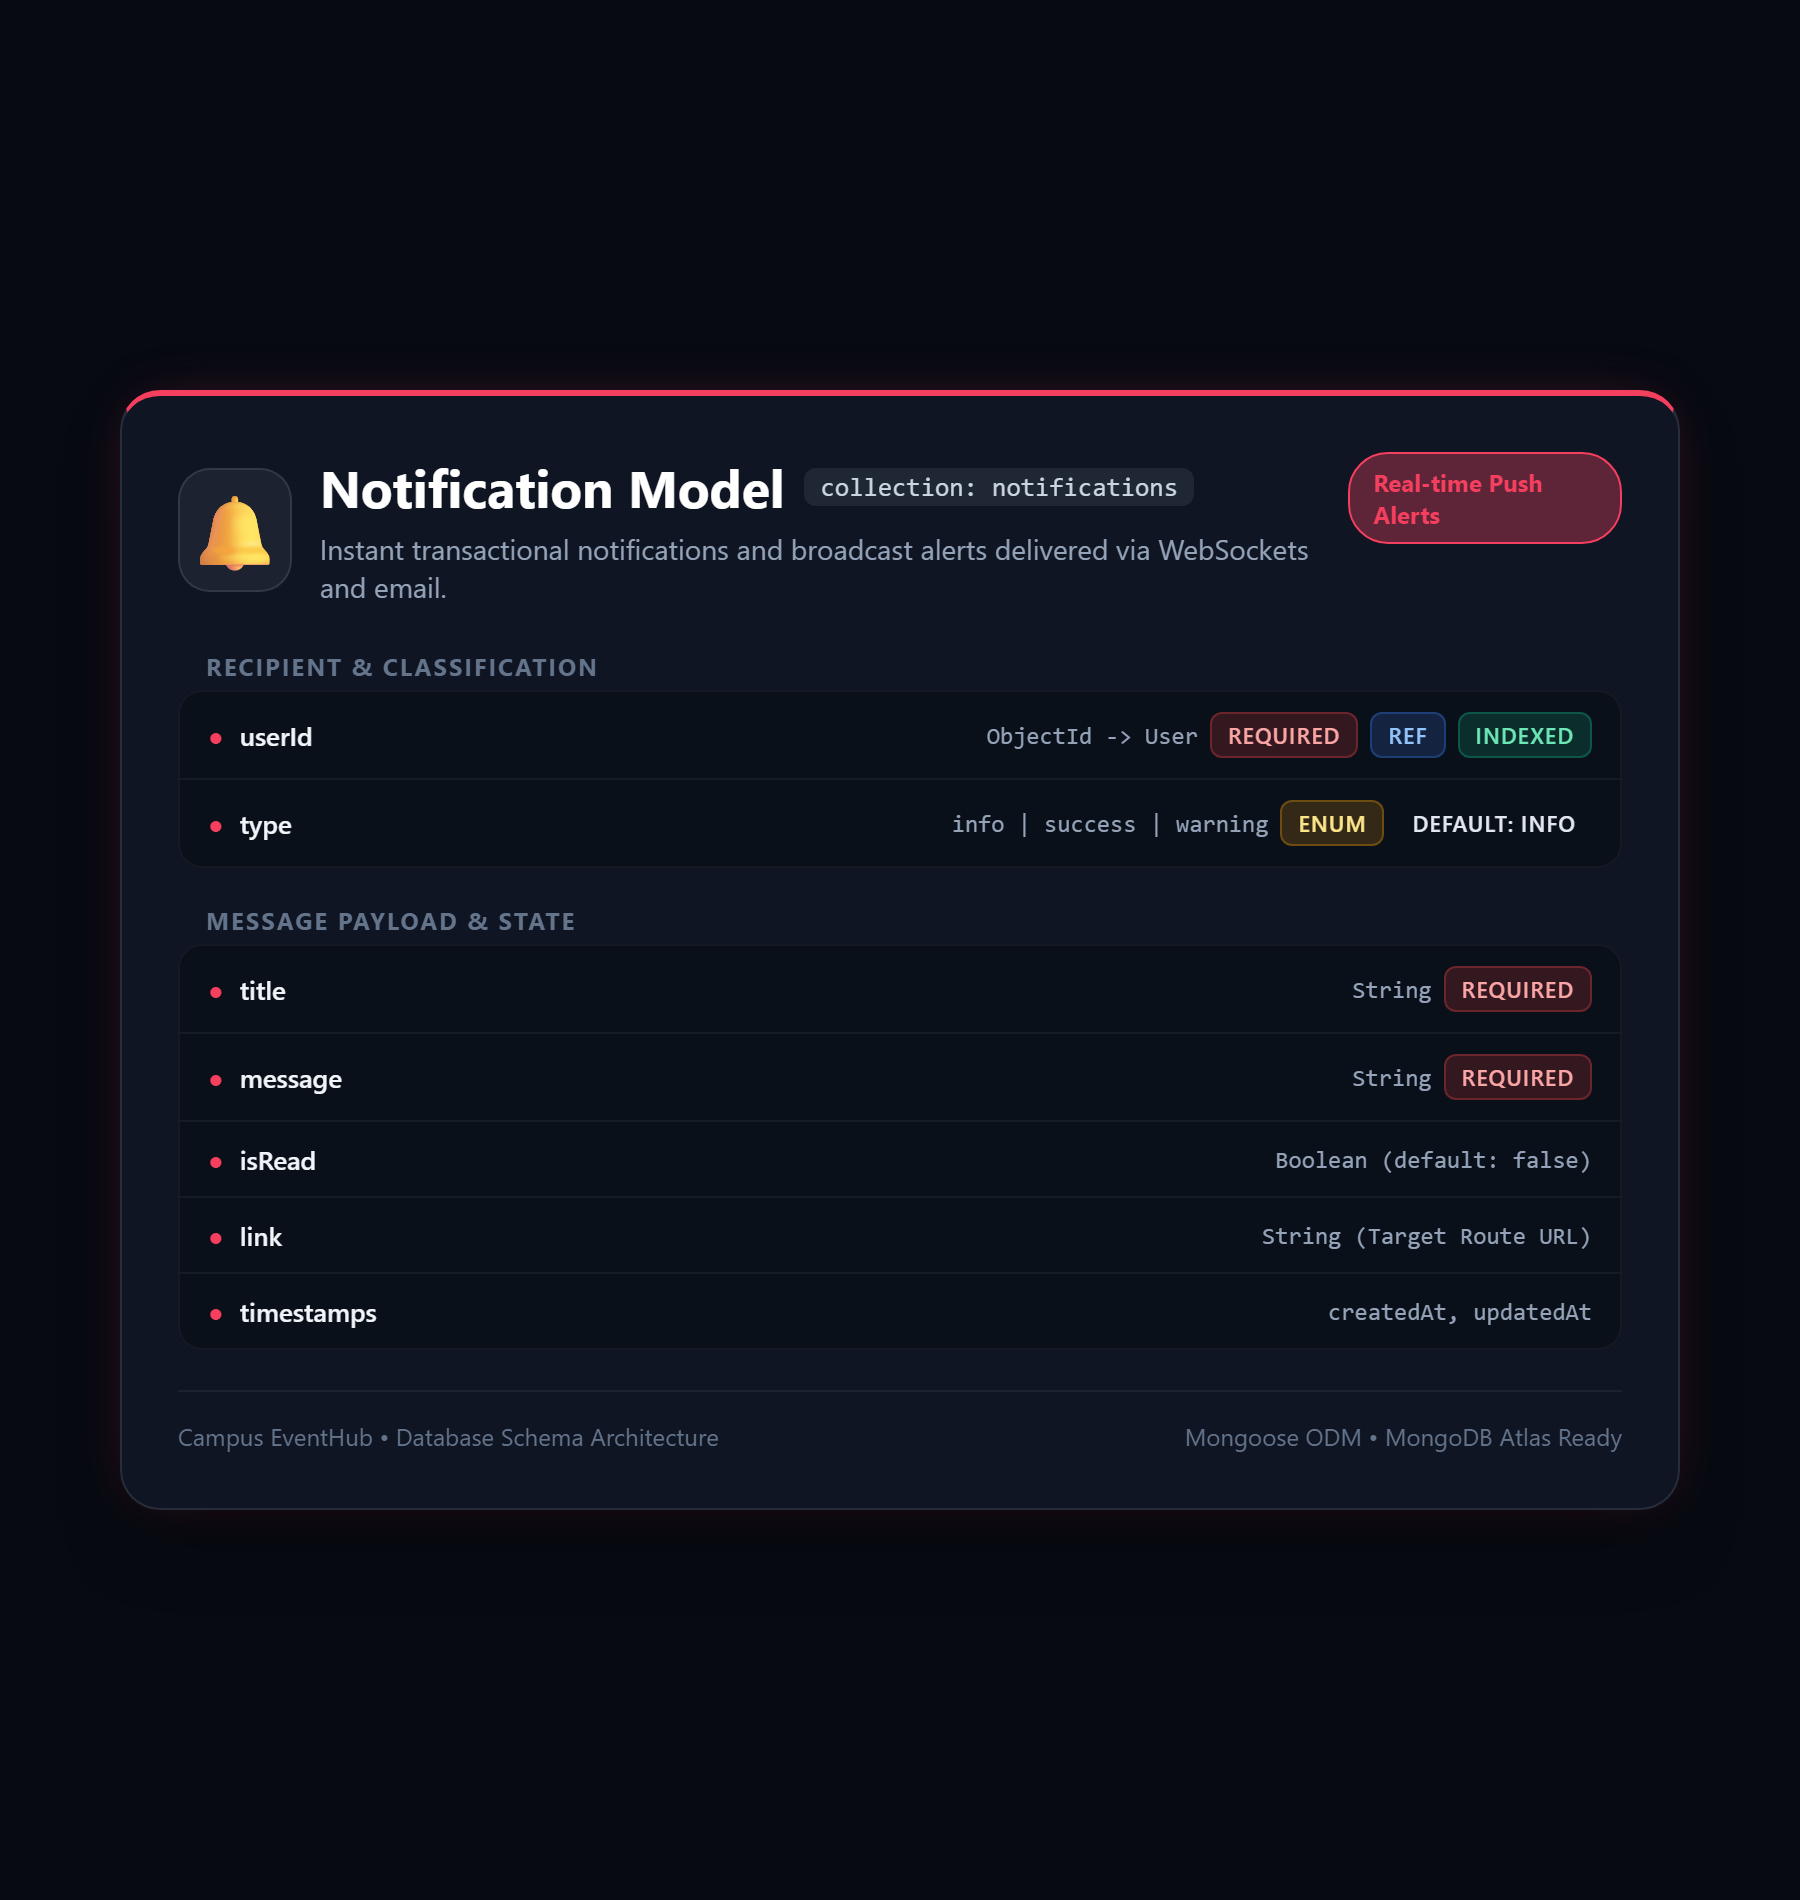 Notification Model collection: notifications
Real-time Push
Alerts
Instant transactional notifications and broadcast alerts delivered via WebSockets
and email.
RECIPIENT & CLASSIFICATION
userId ObjectId -> User REQUIRED REF INDEXED
type info | success | warning ENUM DEFAULT: INFO
MESSAGE PAYLOAD & STATE
title String REQUIRED
message String REQUIRED
isRead Boolean (default: false)
link String (Target Route URL)
timestamps createdAt, updatedAt
Campus EventHub • Database Schema Architecture Mongoose ODM • MongoDB Atlas Ready